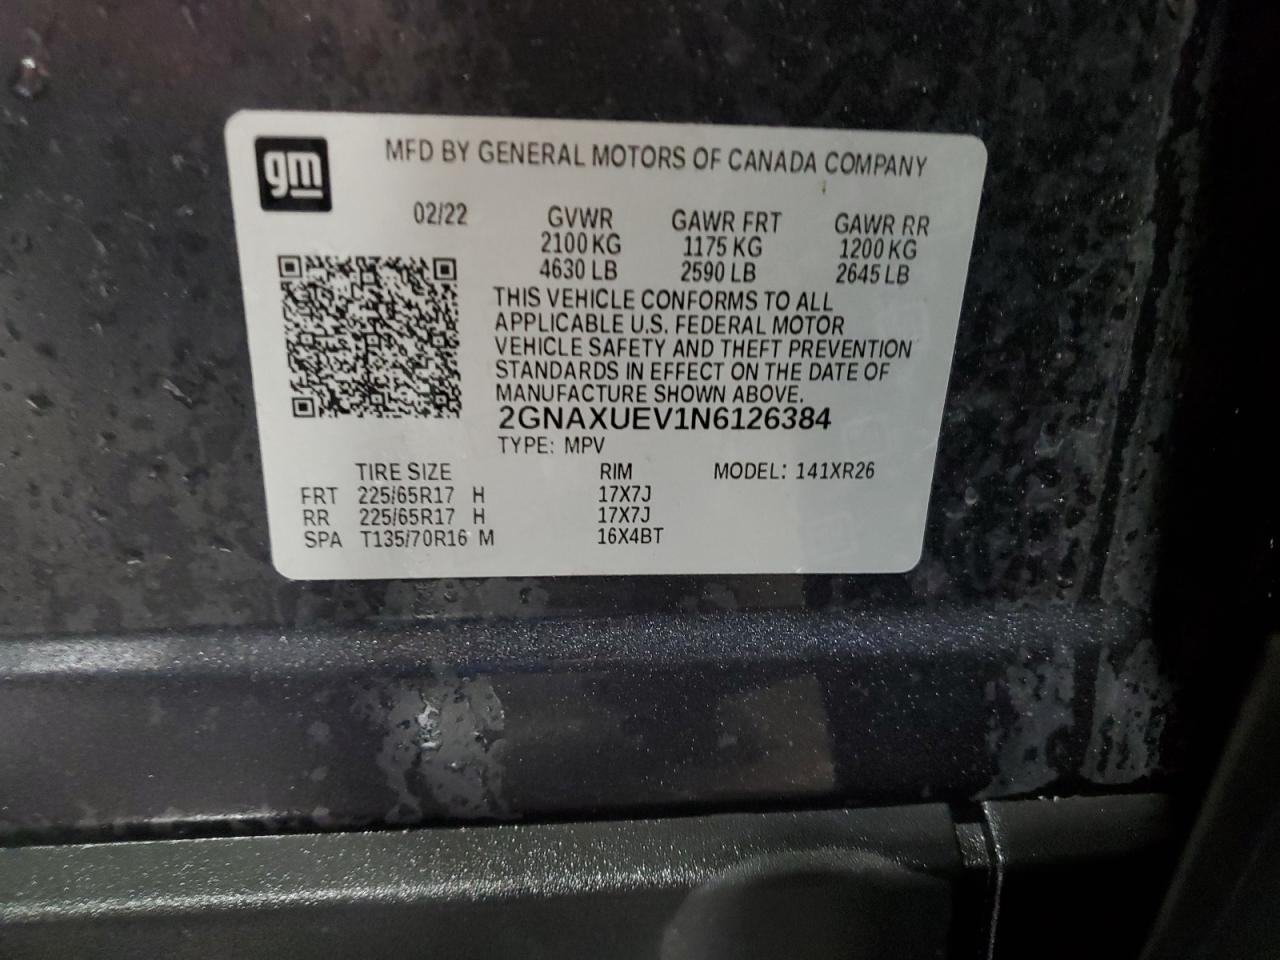 gm
MFD BY GENERAL MOTORS OF CANADA COMPANY
02/22 GVWR GAWR FRT GAWR RR
2100 KG 1175 KG 1200 KG
4630 LB 2590 LB 2645 LB
THIS VEHICLE CONFORMS TO ALL
APPLICABLE U.S. FEDERAL MOTOR
VEHICLE SAFETY AND THEFT PREVENTION
STANDARDS IN EFFECT ON THE DATE OF
MANUFACTURE SHOWN ABOVE.
2GNAXUEV1N6126384
TYPE: MPV
TIRE SIZE RIM MODEL: 141XR26
FRT 225/65R17 H 17X7J
RR 225/65R17 H 17X7J
SPA T135/70R16 M 16X4BT